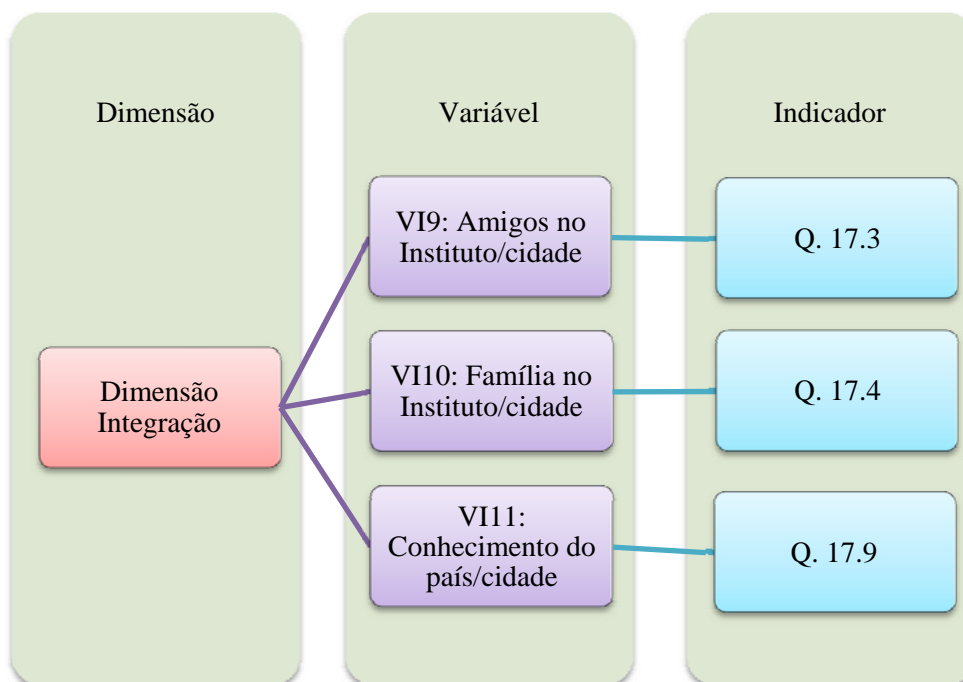 Dimensão
Variável
Indicador
Dimensão
Integração
VI9: Amigos no
Instituto/cidade
Q. 17.3
VI10: Família no
Instituto/cidade
Q. 17.4
VI11:
Conhecimento do
país/cidade
Q. 17.9